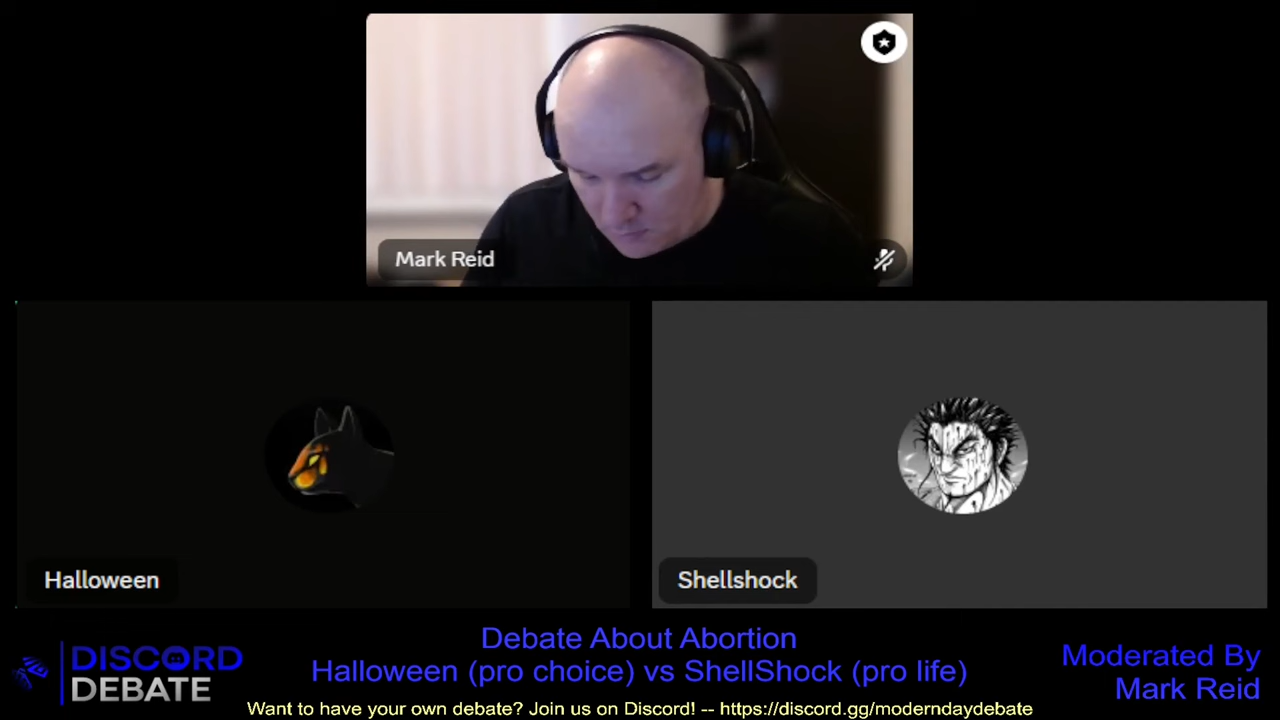 Mark Reid
Halloween
Shellshock
DISCORD
DEBATE
Debate About Abortion
Halloween (pro choice) vs ShellShock (pro life)
Moderated By
Mark Reid
Want to have your own debate? Join us on Discord! -- https://discord.gg/moderndaydebate